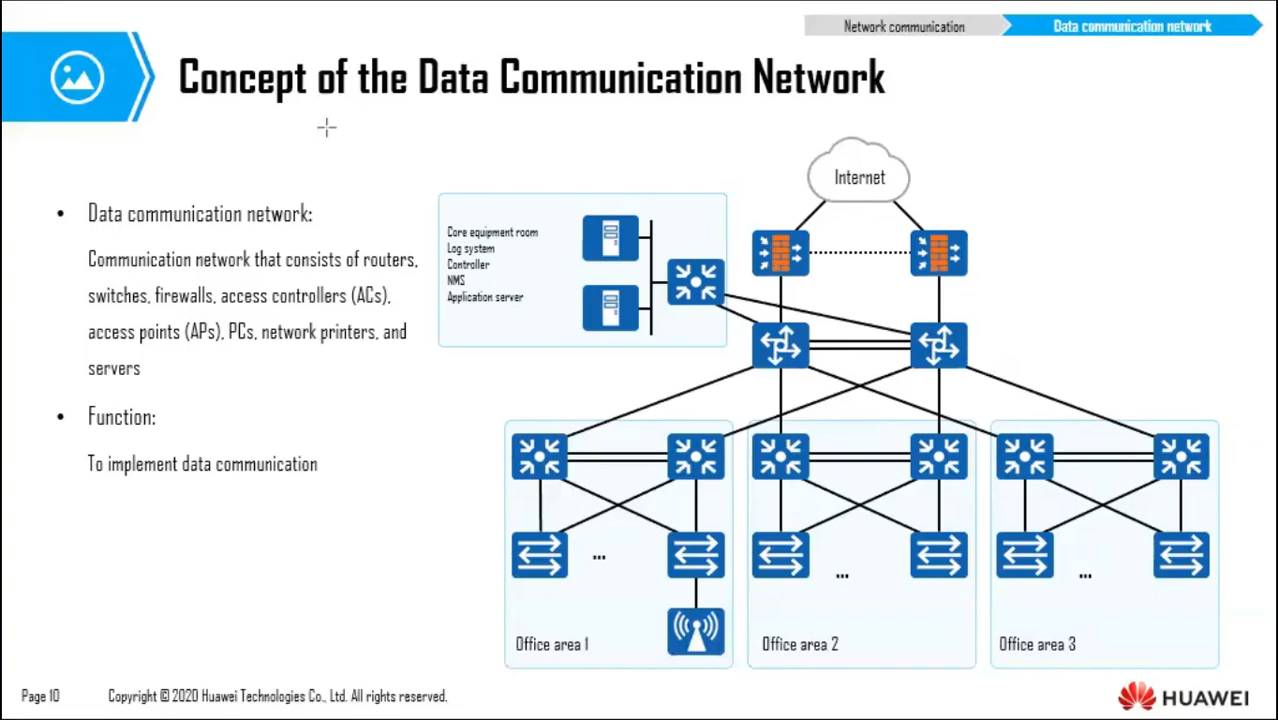 Network communication
Data communication network
Concept of the Data Communication Network
• Data communication network:
Communication network that consists of routers,
switches, firewalls, access controllers (ACs),
access points (APs), PCs, network printers, and
servers
• Function:
To implement data communication
Core equipment room
Log system
Controller
NMS
Application server
Internet
...
...
...
Office area 1
Office area 2
Office area 3
Page 10
Copyright © 2020 Huawei Technologies Co., Ltd. All rights reserved.
HUAWEI